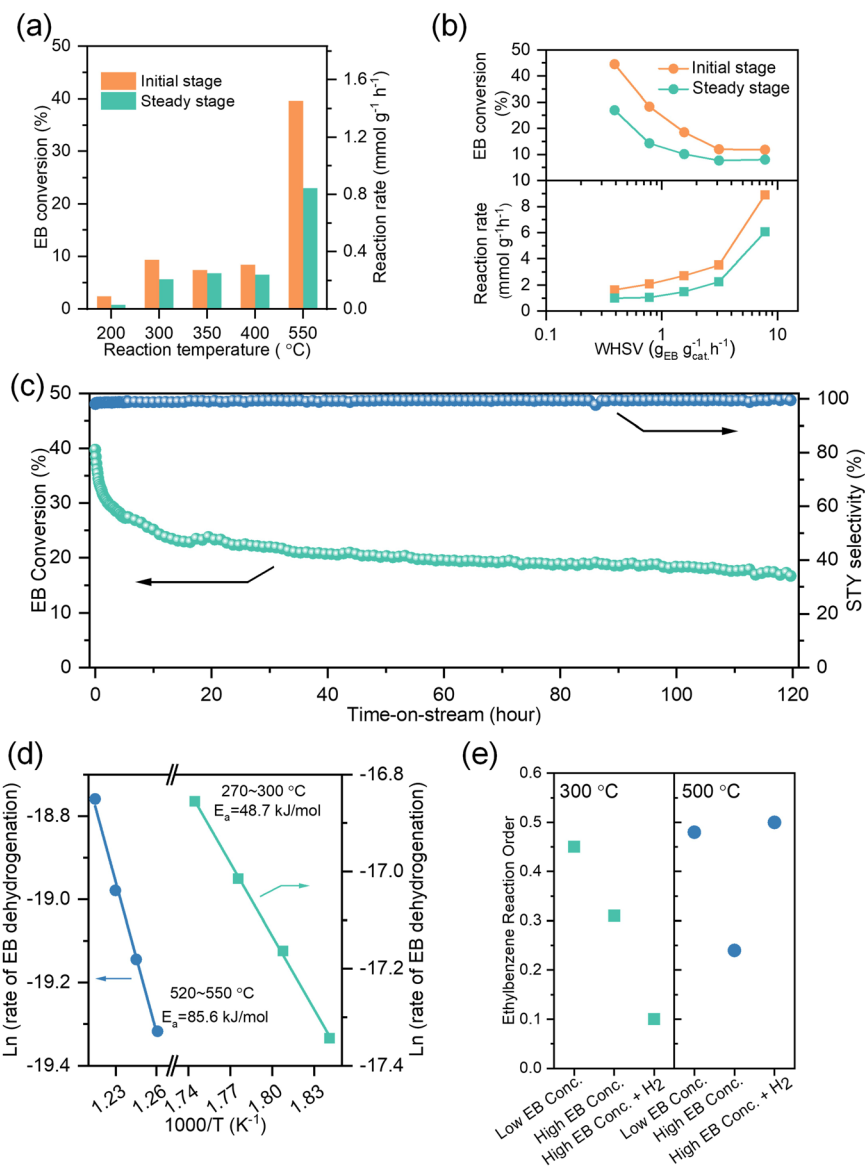 (a)
50
40
30
20
10
0
EB conversion (%)
Initial stage
Steady stage
1.6
1.2
0.8
0.4
0.0
Reaction rate (mmol g⁻¹ h⁻¹)
200 300 350 400 550
Reaction temperature ( °C)
(b)
50
40
30
20
10
10
EB conversion
(%)
Initial stage
Steady stage
8
6
4
2
0
Reaction rate
(mmol g⁻¹h⁻¹)
0.1 1 10
WHSV (gEB gcat.⁻¹h⁻¹)
(c)
50
40
30
20
10
0
EB Conversion (%)
100
80
60
40
20
0
STY selectivity (%)
0 20 40 60 80 100 120
Time-on-stream (hour)
(d)
-18.8
-19.0
-19.2
-19.4
Ln (rate of EB dehydrogenation)
270~300 °C
Ea=48.7 kJ/mol
520~550 °C
Ea=85.6 kJ/mol
-16.8
-17.0
-17.2
-17.4
Ln (rate of EB dehydrogenation)
1.23 1.26 1.74 1.77 1.80 1.83
1000/T (K⁻¹)
(e)
0.6
0.5
0.4
0.3
0.2
0.1
0.0
Ethylbenzene Reaction Order
300 °C
500 °C
Low EB Conc.
High EB Conc.
High EB Conc. + H2
Low EB Conc.
High EB Conc.
High EB Conc. + H2